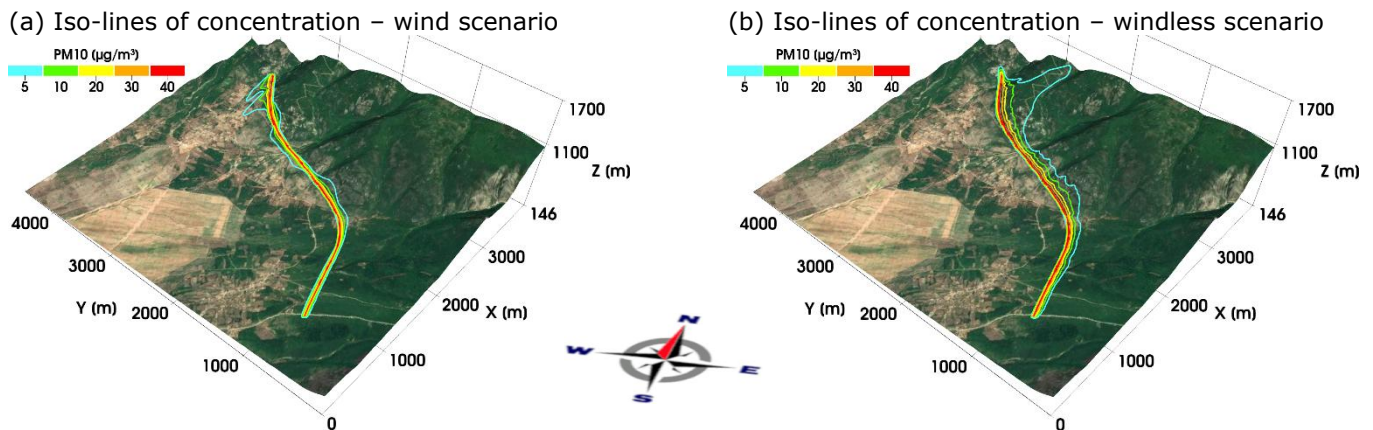 (a) Iso-lines of concentration – wind scenario
PM10 (µg/m³)
5 10 20 30 40
1700
1100
Z (m)
146
4000
3000
3000
2000
Y (m)
2000
X (m)
1000
1000
0
N
W
E
S
(b) Iso-lines of concentration – windless scenario
PM10 (µg/m³)
5 10 20 30 40
1700
1100
Z (m)
146
4000
3000
3000
2000
Y (m)
2000
X (m)
1000
1000
0